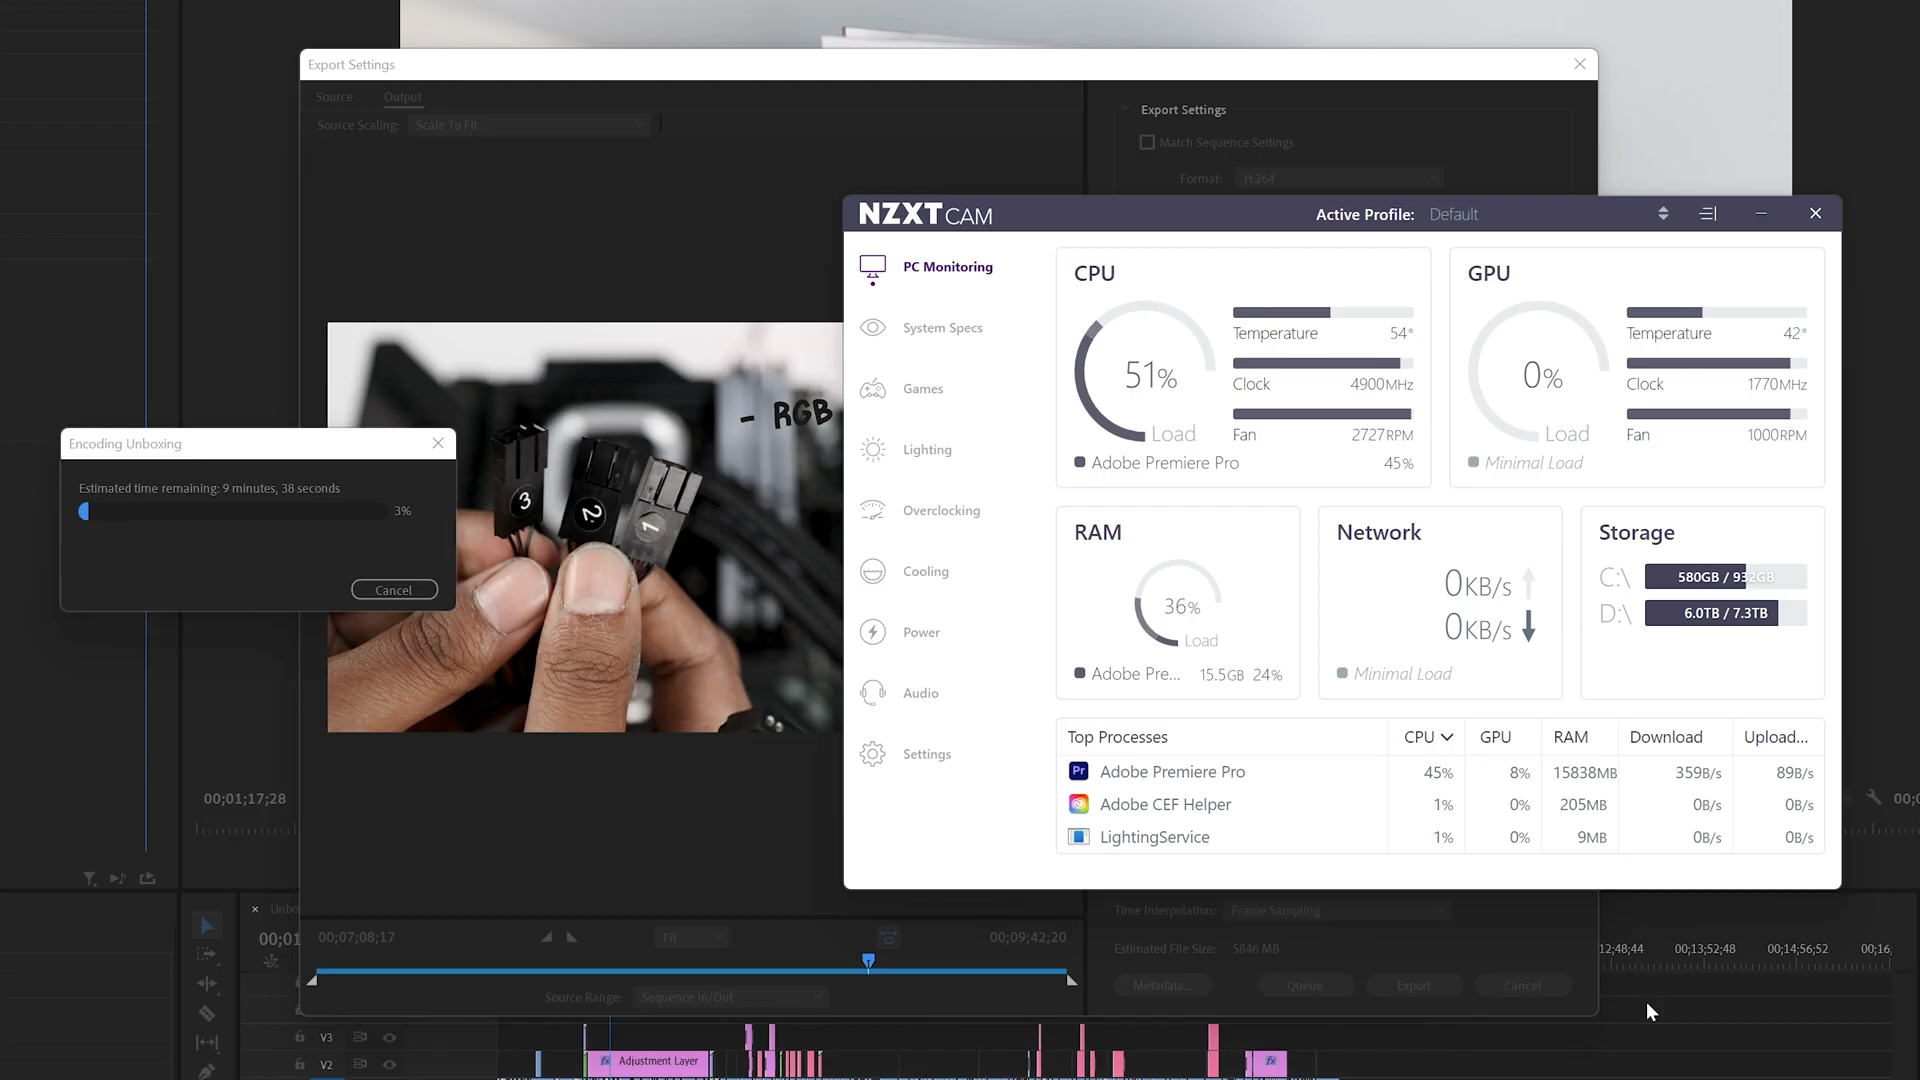 Export Settings
Source
Output
Source Scaling:
Scale To Fit
Export Settings
Match Sequence Settings
Format:
H.264
NZXT CAM
Active Profile:
Default
PC Monitoring
System Specs
Games
Lighting
Overclocking
Cooling
Power
Audio
Settings
CPU
51%
Load
Temperature
54°
Clock
4900MHz
Fan
2727RPM
Adobe Premiere Pro
45%
GPU
0%
Load
Temperature
42°
Clock
1770MHz
Fan
1000RPM
Minimal Load
- RGB
3
2
1
Encoding Unboxing
Estimated time remaining: 9 minutes, 38 seconds
3%
Cancel
RAM
36%
Load
Adobe Pre...
15.5GB 24%
Network
0KB/s
0KB/s
Minimal Load
Storage
C:\
580GB / 932GB
D:\
6.0TB / 7.3TB
Top Processes
CPU
GPU
RAM
Download
Upload...
Adobe Premiere Pro
45%
8%
15838MB
359B/s
89B/s
Adobe CEF Helper
1%
0%
205MB
0B/s
0B/s
LightingService
1%
0%
9MB
0B/s
0B/s
00;01;17;28
00;07;08;17
Fit
00;09;42;20
Source Range:
Sequence In/Out
Time Interpolation:
Frame Sampling
Estimated File Size:
5846 MB
Metadata...
Queue
Export
Cancel
12;48;44
00;13;52;48
00;14;56;52
00;16;
V3
V2
fx
Adjustment Layer
fx
Pr